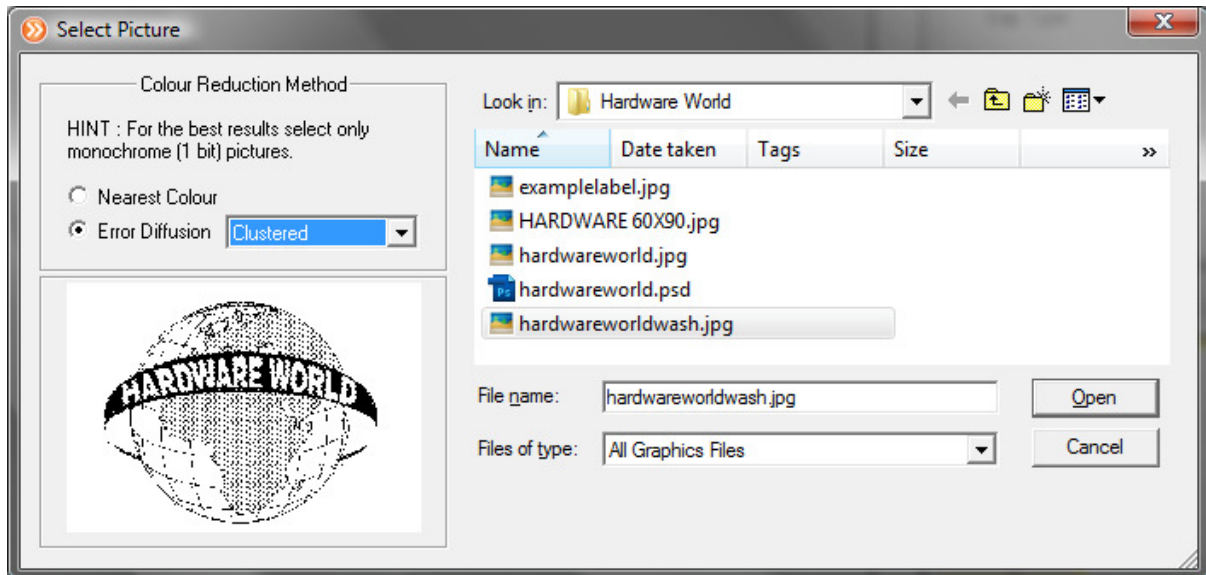 Select Picture
Colour Reduction Method
HINT : For the best results select only
monochrome (1 bit) pictures.
Nearest Colour
Error Diffusion Clustered
HARDWARE WORLD
Look in: Hardware World
Name Date taken Tags Size »
examplelabel.jpg
HARDWARE 60X90.jpg
hardwareworld.jpg
Ps hardwareworld.psd
hardwareworldwash.jpg
File name: hardwareworldwash.jpg Open
Files of type: All Graphics Files Cancel